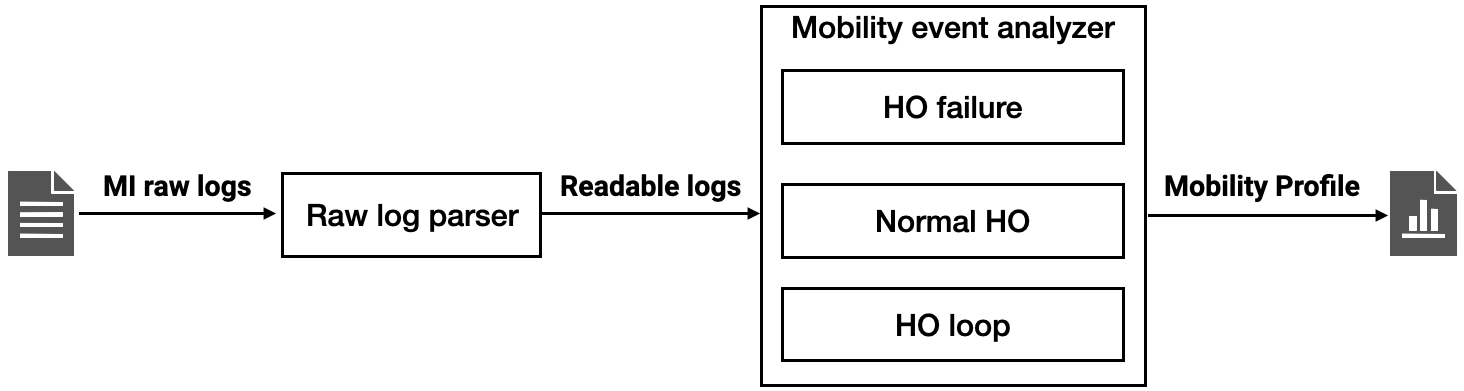 MI raw logs
Raw log parser
Readable logs
Mobility event analyzer
HO failure
Normal HO
HO loop
Mobility Profile